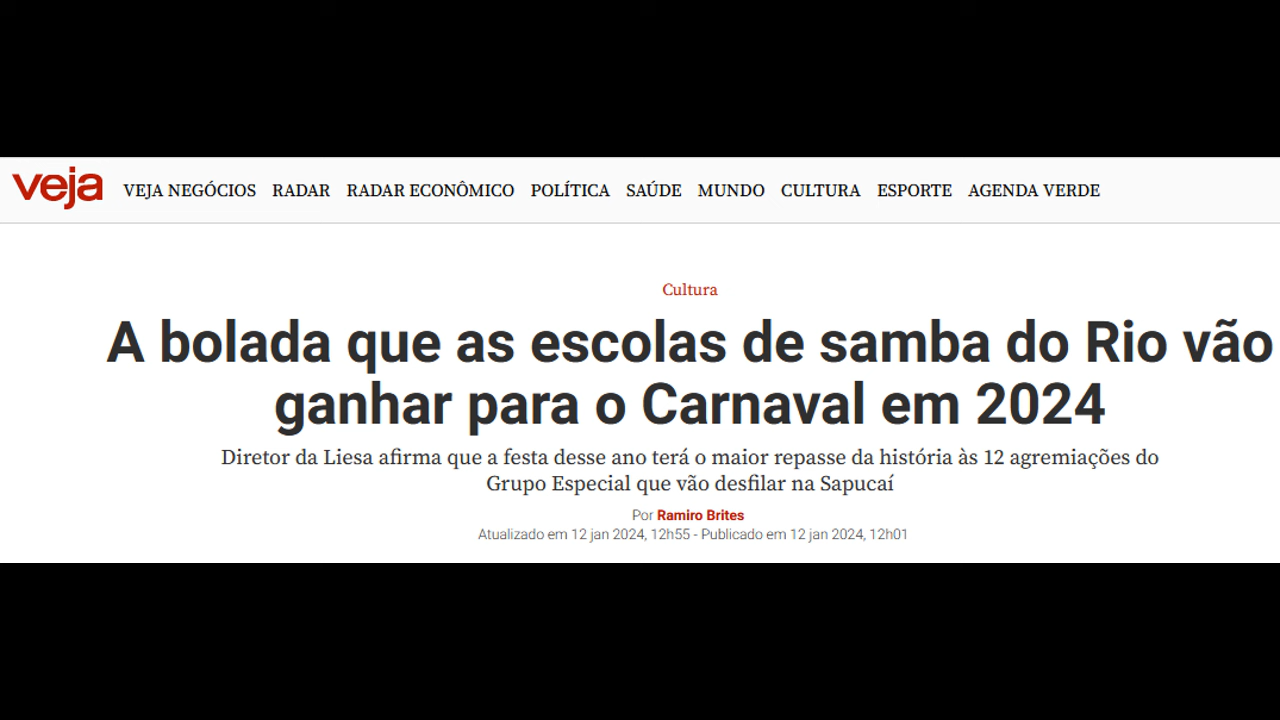 veja VEJA NEGÓCIOS RADAR RADAR ECONÔMICO POLÍTICA SAÚDE MUNDO CULTURA ESPORTE AGENDA VERDE
Cultura
A bolada que as escolas de samba do Rio vão
ganhar para o Carnaval em 2024
Diretor da Liesa afirma que a festa desse ano terá o maior repasse da história às 12 agremiações do
Grupo Especial que vão desfilar na Sapucaí
Por Ramiro Brites
Atualizado em 12 jan 2024, 12h55 - Publicado em 12 jan 2024, 12h01